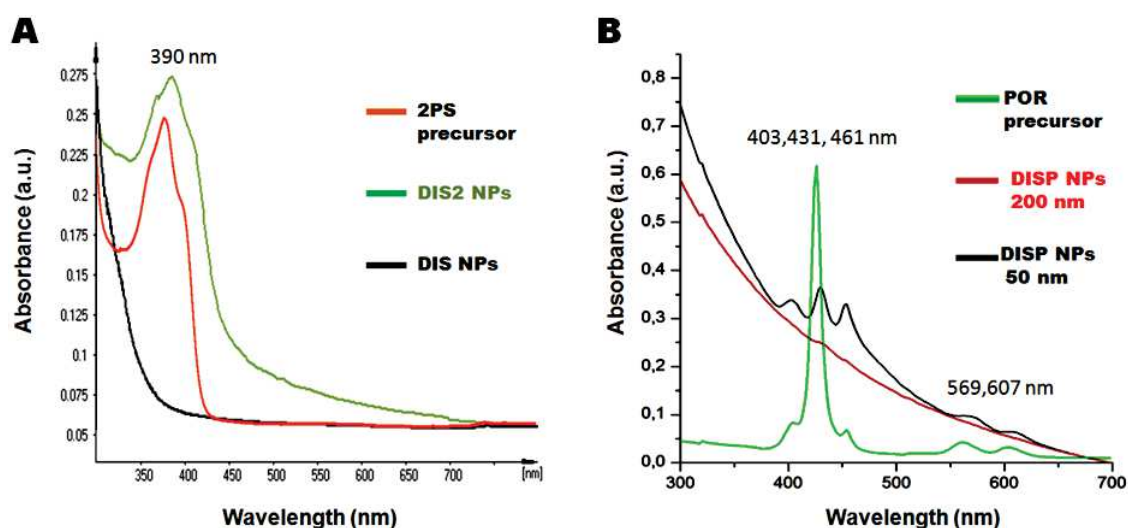 A
390 nm
0.275
0.25
0.225
0.2
0.175
0.15
0.125
0.1
0.075
0.05
350 400 450 500 550 600 650 700 [nm]
Absorbance (a.u.)
Wavelength (nm)
2PS
precursor
DIS2 NPs
DIS NPs
B
0,8
0,7
0,6
0,5
0,4
0,3
0,2
0,1
0,0
300 400 500 600 700
Absorbance (a.u.)
Wavelength (nm)
403,431, 461 nm
569,607 nm
POR
precursor
DISP NPs
200 nm
DISP NPs
50 nm